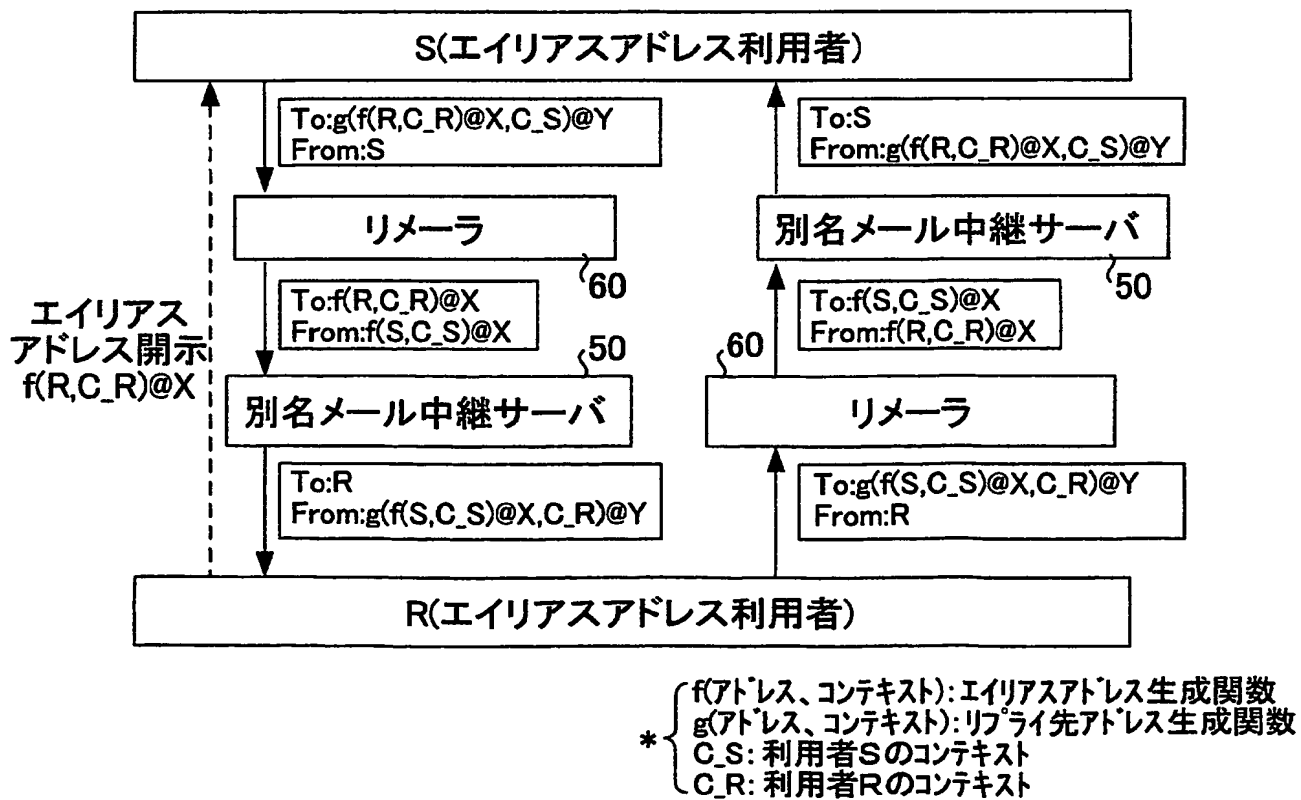 S(エイリアスアドレス利用者)
To:g(f(R,C_R)@X,C_S)@Y
From:S
To:S
From:g(f(R,C_R)@X,C_S)@Y
リメーラ
60
別名メール中継サーバ
50
エイリアス
アドレス開示
f(R,C_R)@X
To:f(R,C_R)@X
From:f(S,C_S)@X
To:f(S,C_S)@X
From:f(R,C_R)@X
50
別名メール中継サーバ
60
リメーラ
To:R
From:g(f(S,C_S)@X,C_R)@Y
To:g(f(S,C_S)@X,C_R)@Y
From:R
R(エイリアスアドレス利用者)
* f(アドレス、コンテキスト):エイリアスアドレス生成関数
g(アドレス、コンテキスト):リプライ先アドレス生成関数
C_S: 利用者Sのコンテキスト
C_R: 利用者Rのコンテキスト